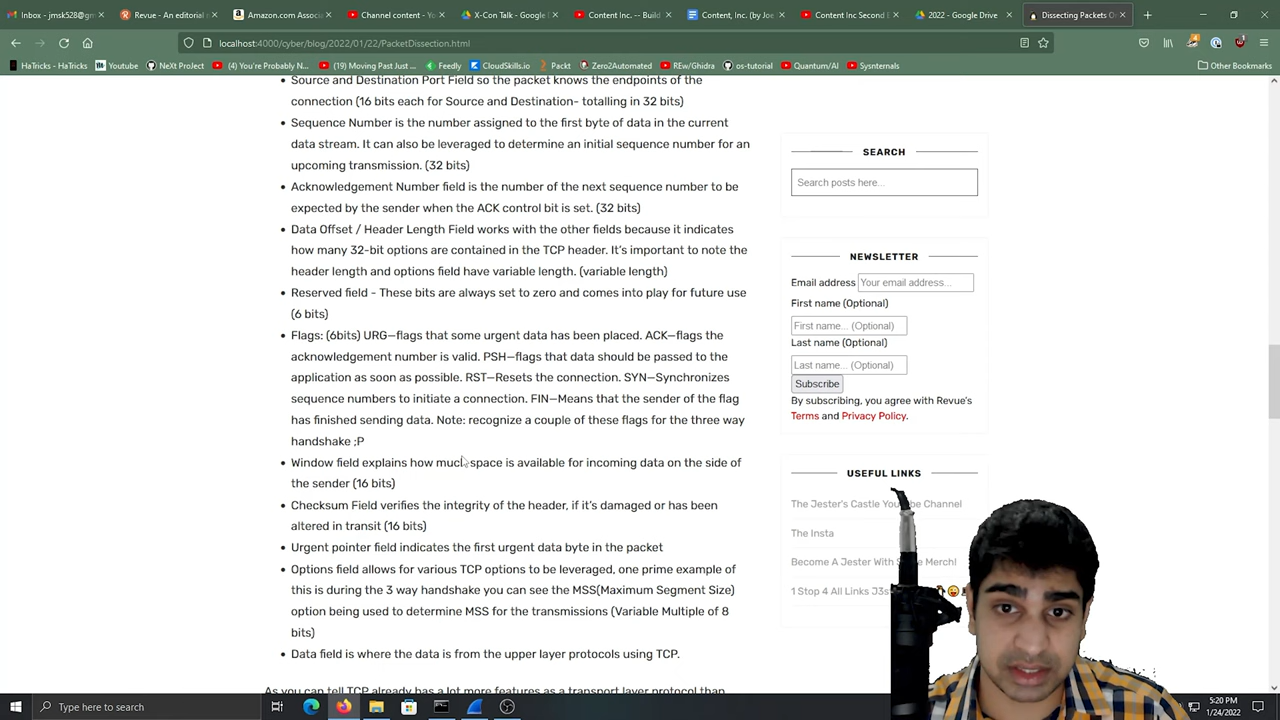 Inbox - jmsk528@gm
Revue - An editorial n
Amazon.com Associa
Channel content - Yo
X-Con Talk - Google D
Content Inc. -- Build
Content, Inc. (by Joe
Content Second E
2022 - Google Drive
Dissecting Packets On
localhost:4000/cyber/blog/2022/01/22/PacketDissection.html
HaTricks - HaTricks
Youtube
NeXt Project
(4) You're Probably N...
(19) Moving Past Just ...
Feedly
CloudSkills.io
Packt
Zero2Automated
REw/Ghidra
os-tutorial
Quantum/AI
Sysnternals
Other Bookmarks
Source and Destination Port Field so the packet knows the endpoints of the
connection (16 bits each for Source and Destination- totalling in 32 bits)
Sequence Number is the number assigned to the first byte of data in the current
data stream. It can also be leveraged to determine an initial sequence number for an
upcoming transmission. (32 bits)
Acknowledgement Number field is the number of the next sequence number to be
expected by the sender when the ACK control bit is set. (32 bits)
Data Offset / Header Length Field works with the other fields because it indicates
how many 32-bit options are contained in the TCP header. It's important to note the
header length and options field have variable length. (variable length)
Reserved field - These bits are always set to zero and comes into play for future use
(6 bits)
Flags: (6bits) URG—flags that some urgent data has been placed. ACK—flags the
acknowledgement number is valid. PSH—flags that data should be passed to the
application as soon as possible. RST—Resets the connection. SYN—Synchronizes
sequence numbers to initiate a connection. FIN—Means that the sender of the flag
has finished sending data. Note: recognize a couple of these flags for the three way
handshake ;P
Window field explains how much space is available for incoming data on the side of
the sender (16 bits)
Checksum Field verifies the integrity of the header, if it's damaged or has been
altered in transit (16 bits)
Urgent pointer field indicates the first urgent data byte in the packet
Options field allows for various TCP options to be leveraged, one prime example of
this is during the 3 way handshake you can see the MSS(Maximum Segment Size)
option being used to determine MSS for the transmissions (Variable Multiple of 8
bits)
Data field is where the data is from the upper layer protocols using TCP.
As you can tell TCP already has a lot more features as a transport layer protocol than
SEARCH
Search posts here...
NEWSLETTER
Email address Your email address...
First name (Optional)
First name... (Optional)
Last name (Optional)
Last name... (Optional)
Subscribe
By subscribing, you agree with Revue's
Terms and Privacy Policy.
USEFUL LINKS
The Jester's Castle YouTube Channel
The Insta
Become A Jester With Merch!
1 Stop 4 All Links
Type here to search
5:20 PM
1/24/2022